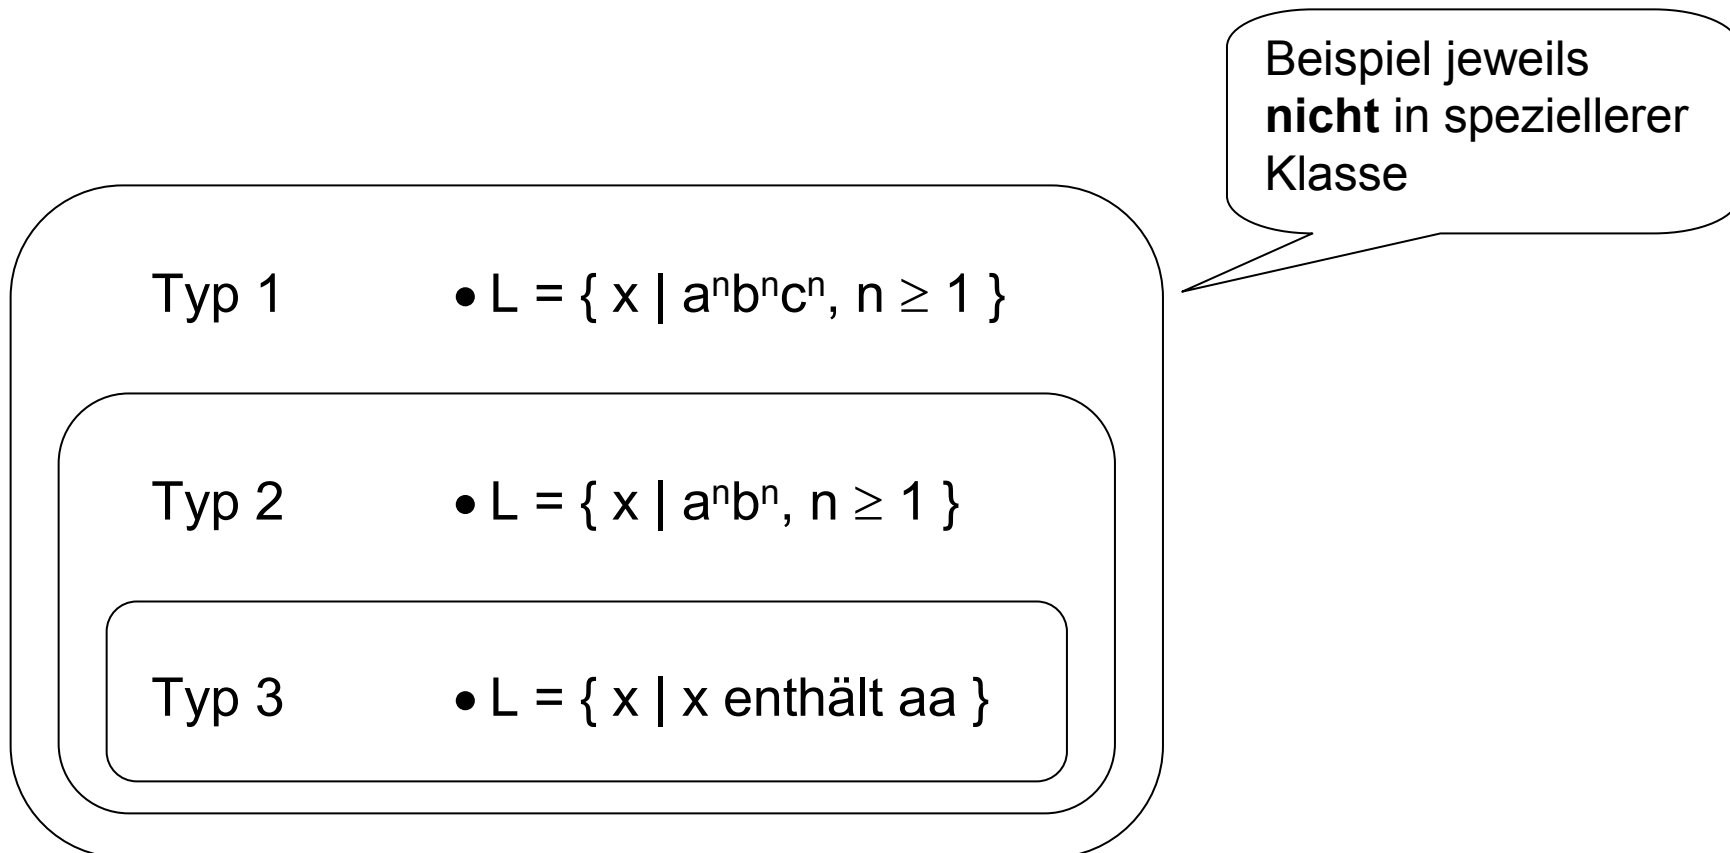 Beispiel jeweils
nicht in speziellerer
Klasse
Typ 1 • L = { x | aⁿbⁿcⁿ, n ≥ 1 }
Typ 2 • L = { x | aⁿbⁿ, n ≥ 1 }
Typ 3 • L = { x | x enthält aa }